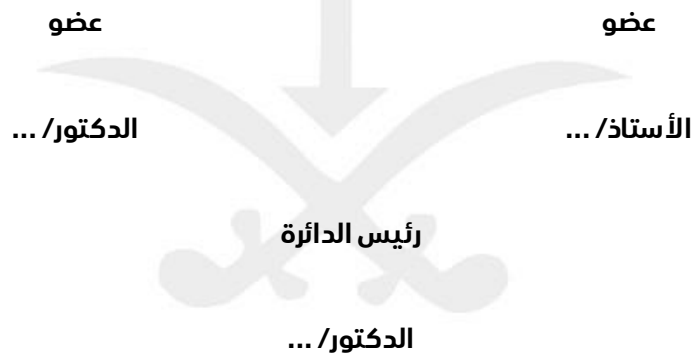 عضو عضو
الأستاذ/ ... الدكتور/ ...
رئيس الدائرة
الدكتور/ ...